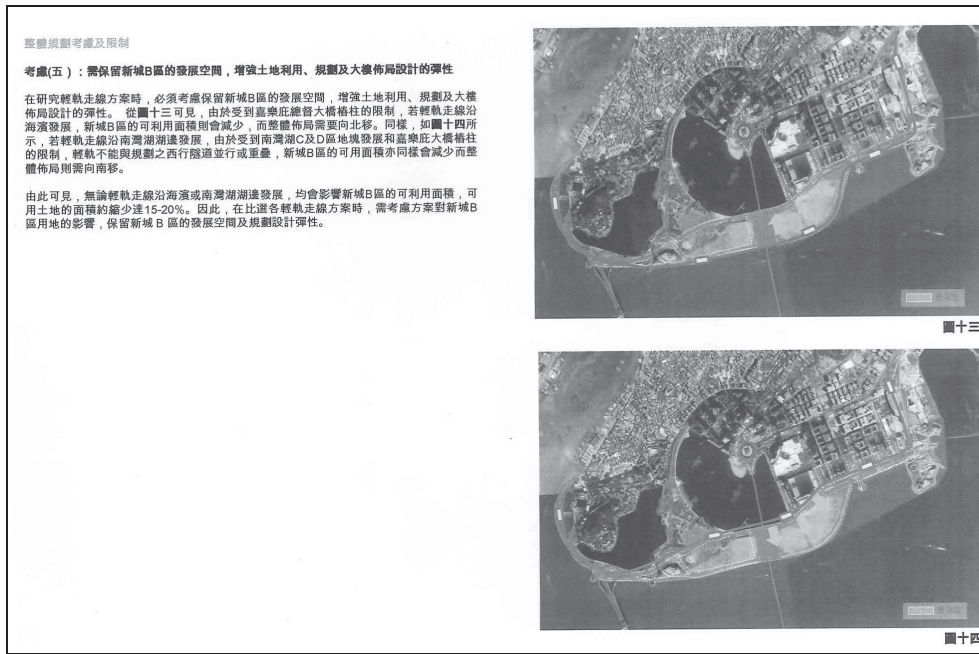 整體規劃考慮及限制
考慮(五)：需保留新城B區的發展空間，增強土地利用、規劃及大樓佈局設計的彈性
在研究輕軌走線方案時，必須考慮保留新城B區的發展空間，增強土地利用、規劃及大樓
佈局設計的彈性。 從圖十三可見，由於受到嘉樂庇總督大橋樁柱的限制，若輕軌走線沿
海濱發展，新城B區的可利用面積則會減少，而整體佈局需要向北移。同樣，如圖十四所
示，若輕軌走線沿南灣湖湖邊發展，由於受到南灣湖C及D區地塊發展和嘉樂庇大橋樁柱
的限制，輕軌不能與規劃之西行隧道並行或重疊，新城B區的可用面積亦同樣會減少而整
體佈局則需向南移。
由此可見，無論輕軌走線沿海濱或南灣湖湖邊發展，均會影響新城B區的可利用面積，可
用土地的面積約縮少達15-20%。因此，在比選各輕軌走線方案時，需考慮方案對新城B
區用地的影響，保留新城 B 區的發展空間及規劃設計彈性。
圖十三
圖十四